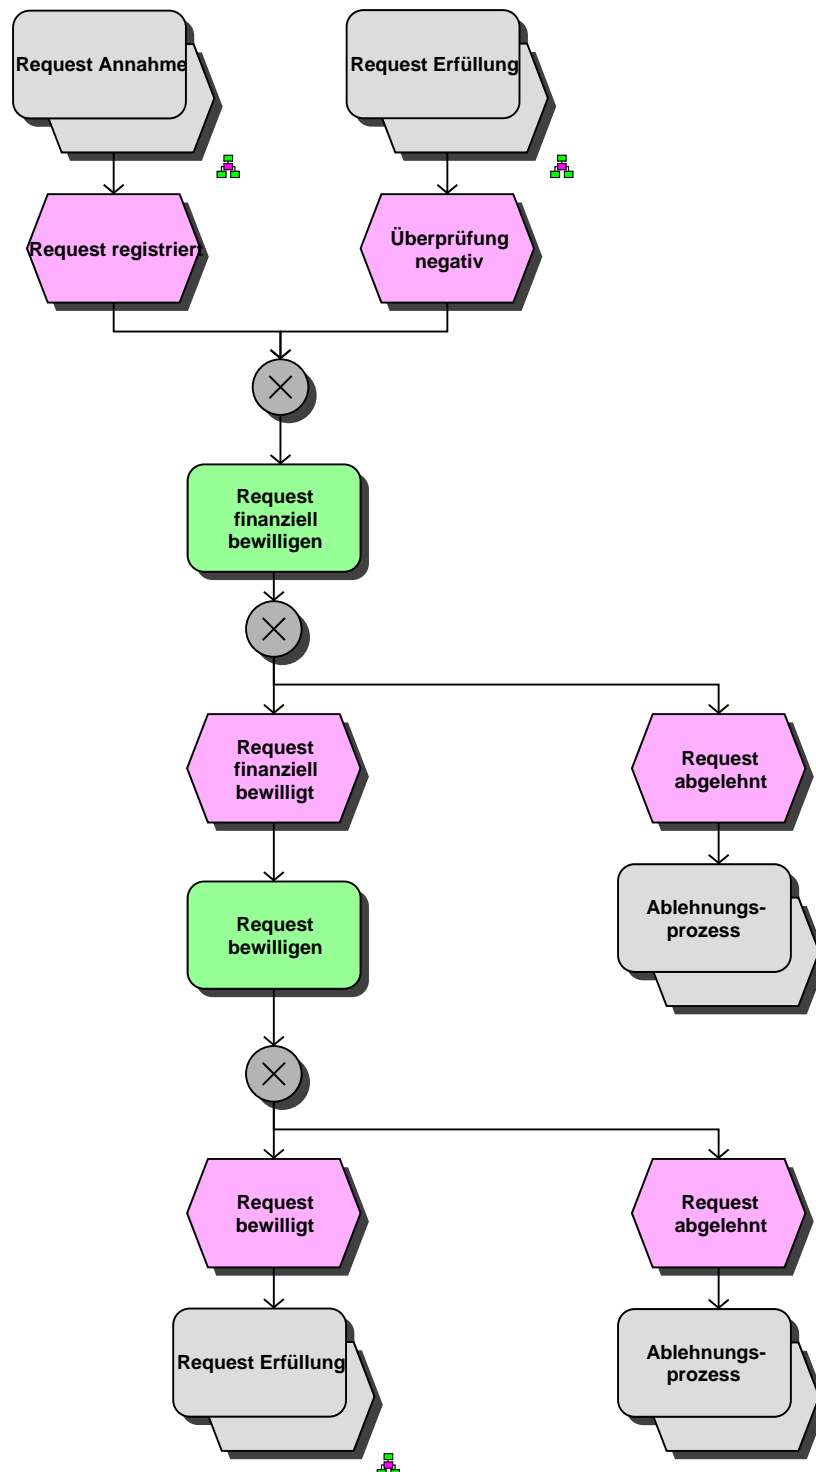 Request Annahme
Request Erfüllung
Request registriert
Überprüfung
negativ
Request
finanziell
bewilligen
Request
finanziell
bewilligt
Request
abgelehnt
Request
bewilligen
Ablehnungs-
prozess
Request
bewilligt
Request
abgelehnt
Request Erfüllung
Ablehnungs-
prozess